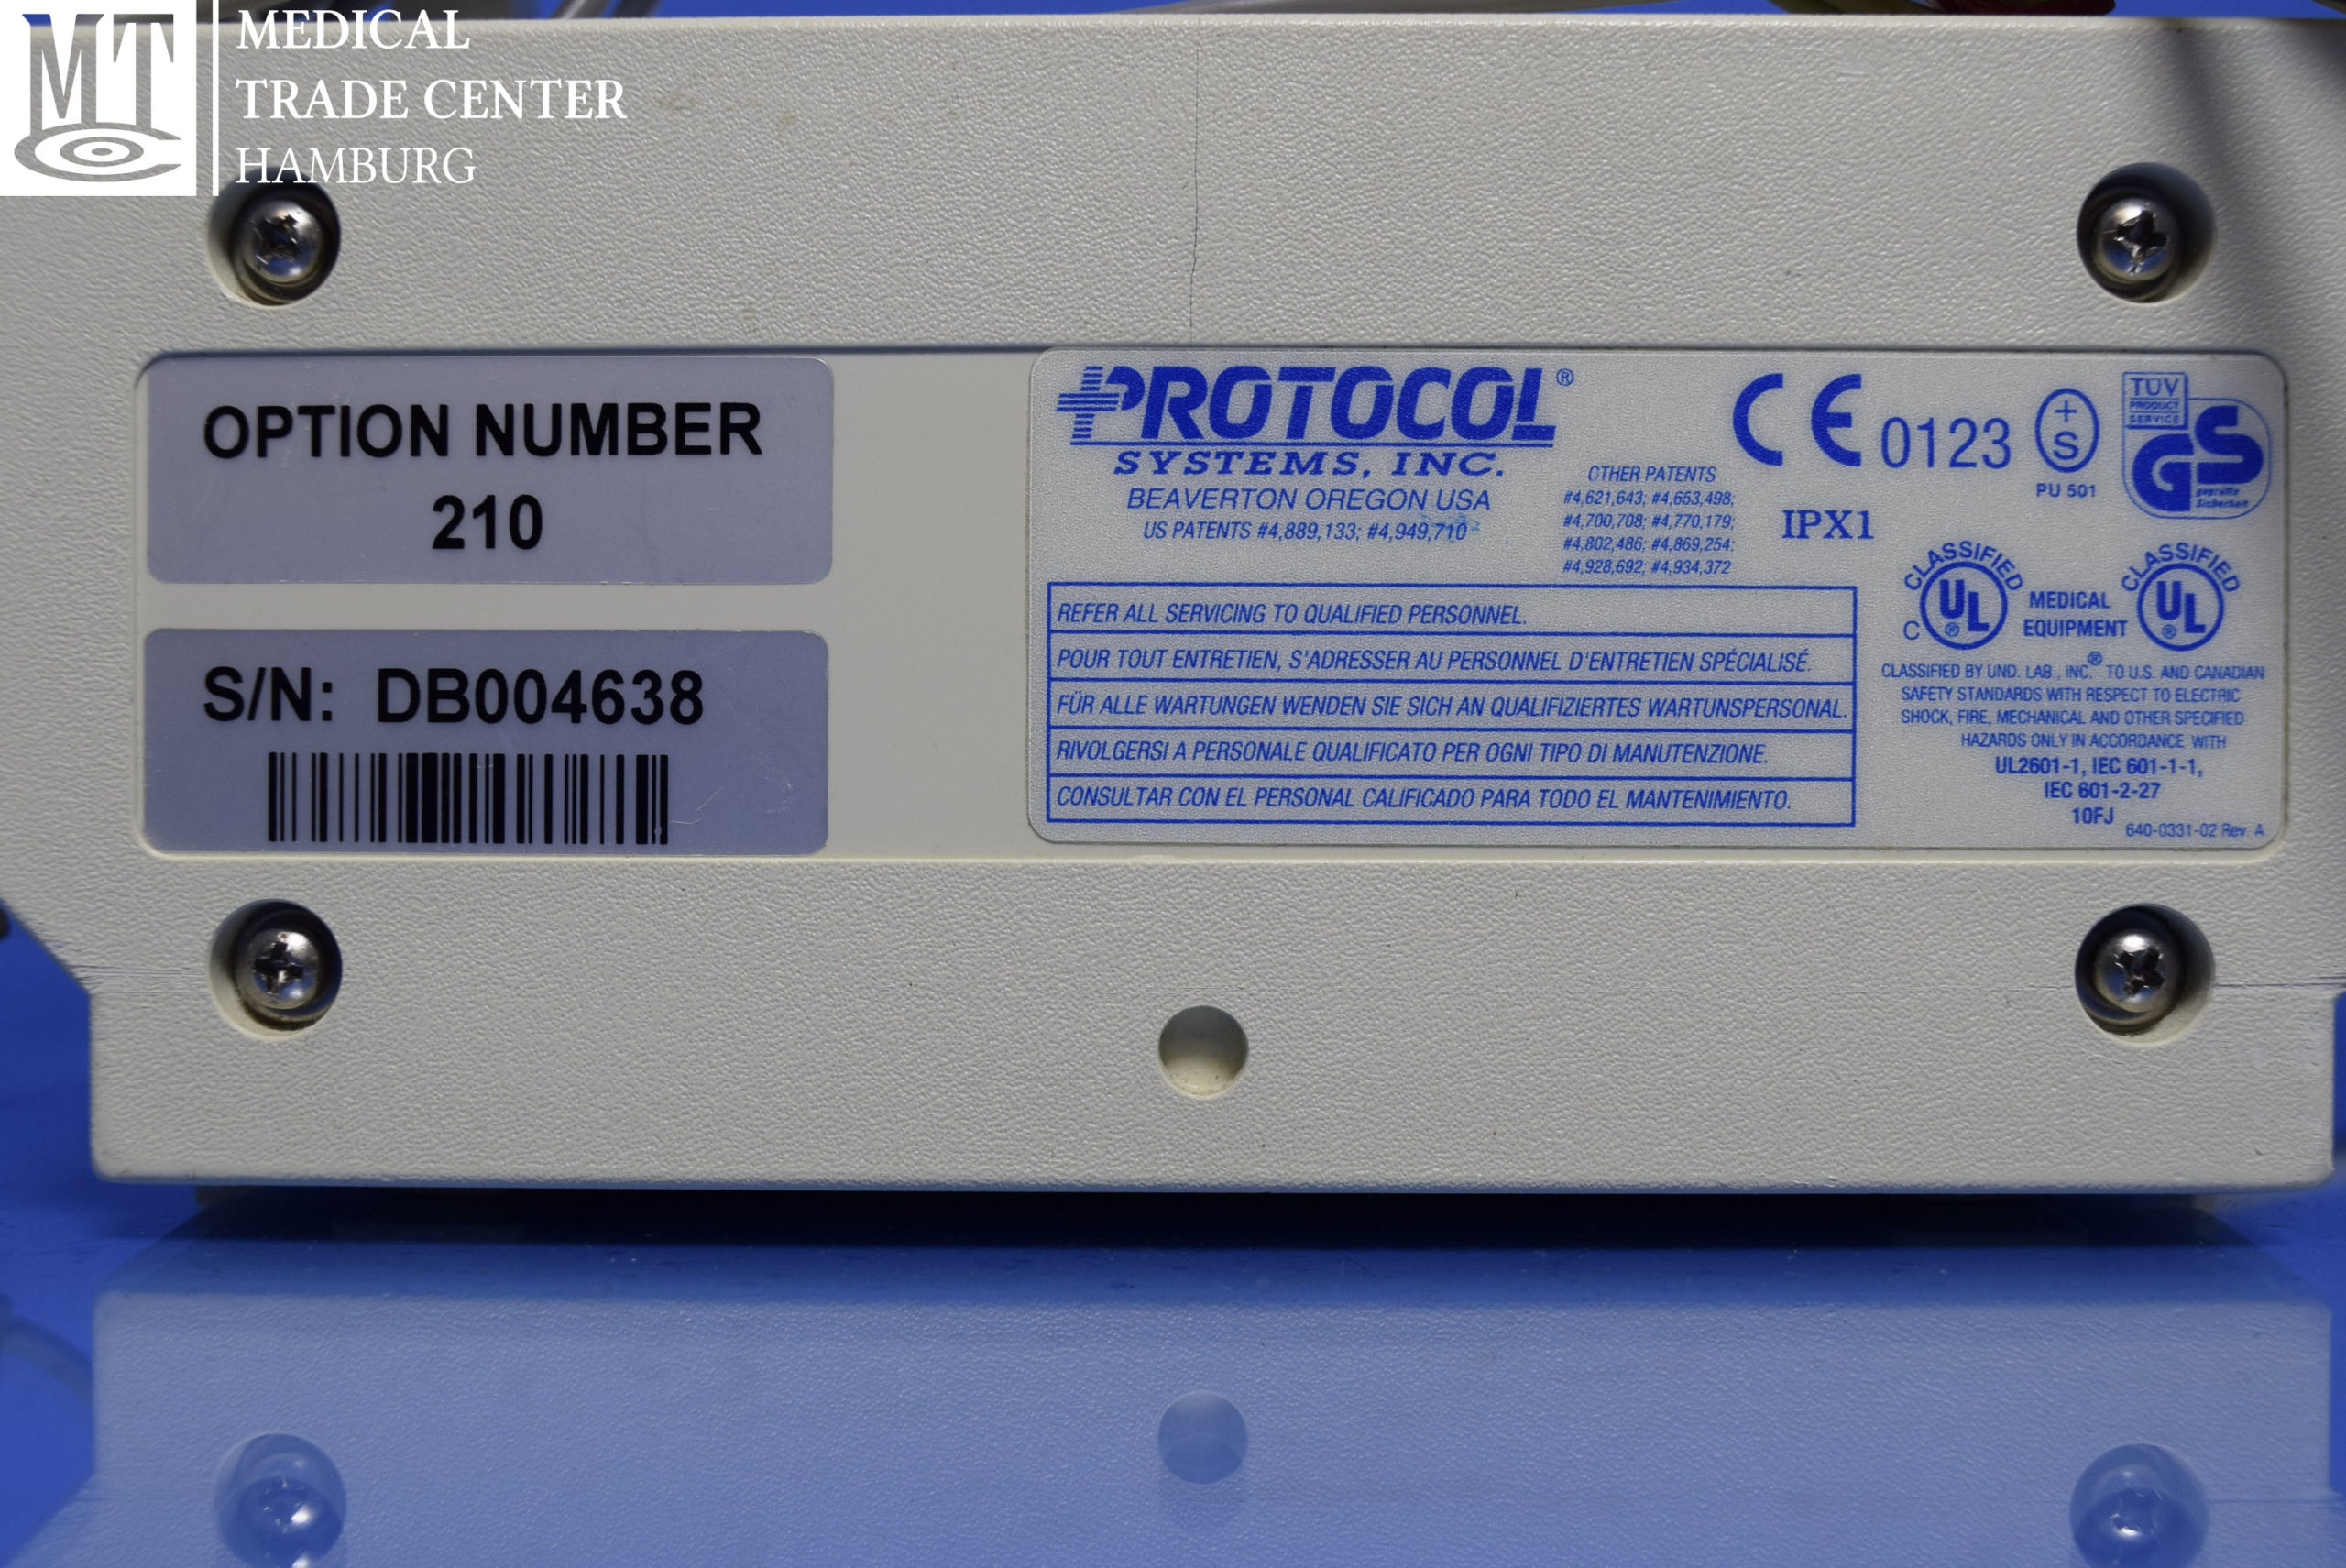 MTC
MEDICAL
TRADE CENTER
HAMBURG
OPTION NUMBER
210
S/N: DB004638
PROTOCOL®
SYSTEMS, INC.
BEAVERTON OREGON USA
US PATENTS #4,889,133; #4,949,710
OTHER PATENTS
#4,621,643; #4,653,498;
#4,700,708; #4,770,179;
#4,802,486; #4,869,254;
#4,928,692; #4,934,372
CE 0123
+
S
PU 501
TÜV
PRODUCT
SERVICE
GS
geprüfte
Sicherheit
IPX1
REFER ALL SERVICING TO QUALIFIED PERSONNEL.
POUR TOUT ENTRETIEN, S'ADRESSER AU PERSONNEL D'ENTRETIEN SPÉCIALISÉ.
FÜR ALLE WARTUNGEN WENDEN SIE SICH AN QUALIFIZIERTES WARTUNSPERSONAL.
RIVOLGERSI A PERSONALE QUALIFICATO PER OGNI TIPO DI MANUTENZIONE.
CONSULTAR CON EL PERSONAL CALIFICADO PARA TODO EL MANTENIMIENTO.
CLASSIFIED
C UL ®
MEDICAL
EQUIPMENT
CLASSIFIED
UL ®
CLASSIFIED BY UND. LAB., INC.® TO U.S. AND CANADIAN
SAFETY STANDARDS WITH RESPECT TO ELECTRIC
SHOCK, FIRE, MECHANICAL AND OTHER SPECIFIED
HAZARDS ONLY IN ACCORDANCE WITH
UL2601-1, IEC 601-1-1,
IEC 601-2-27
10FJ
640-0331-02 Rev. A